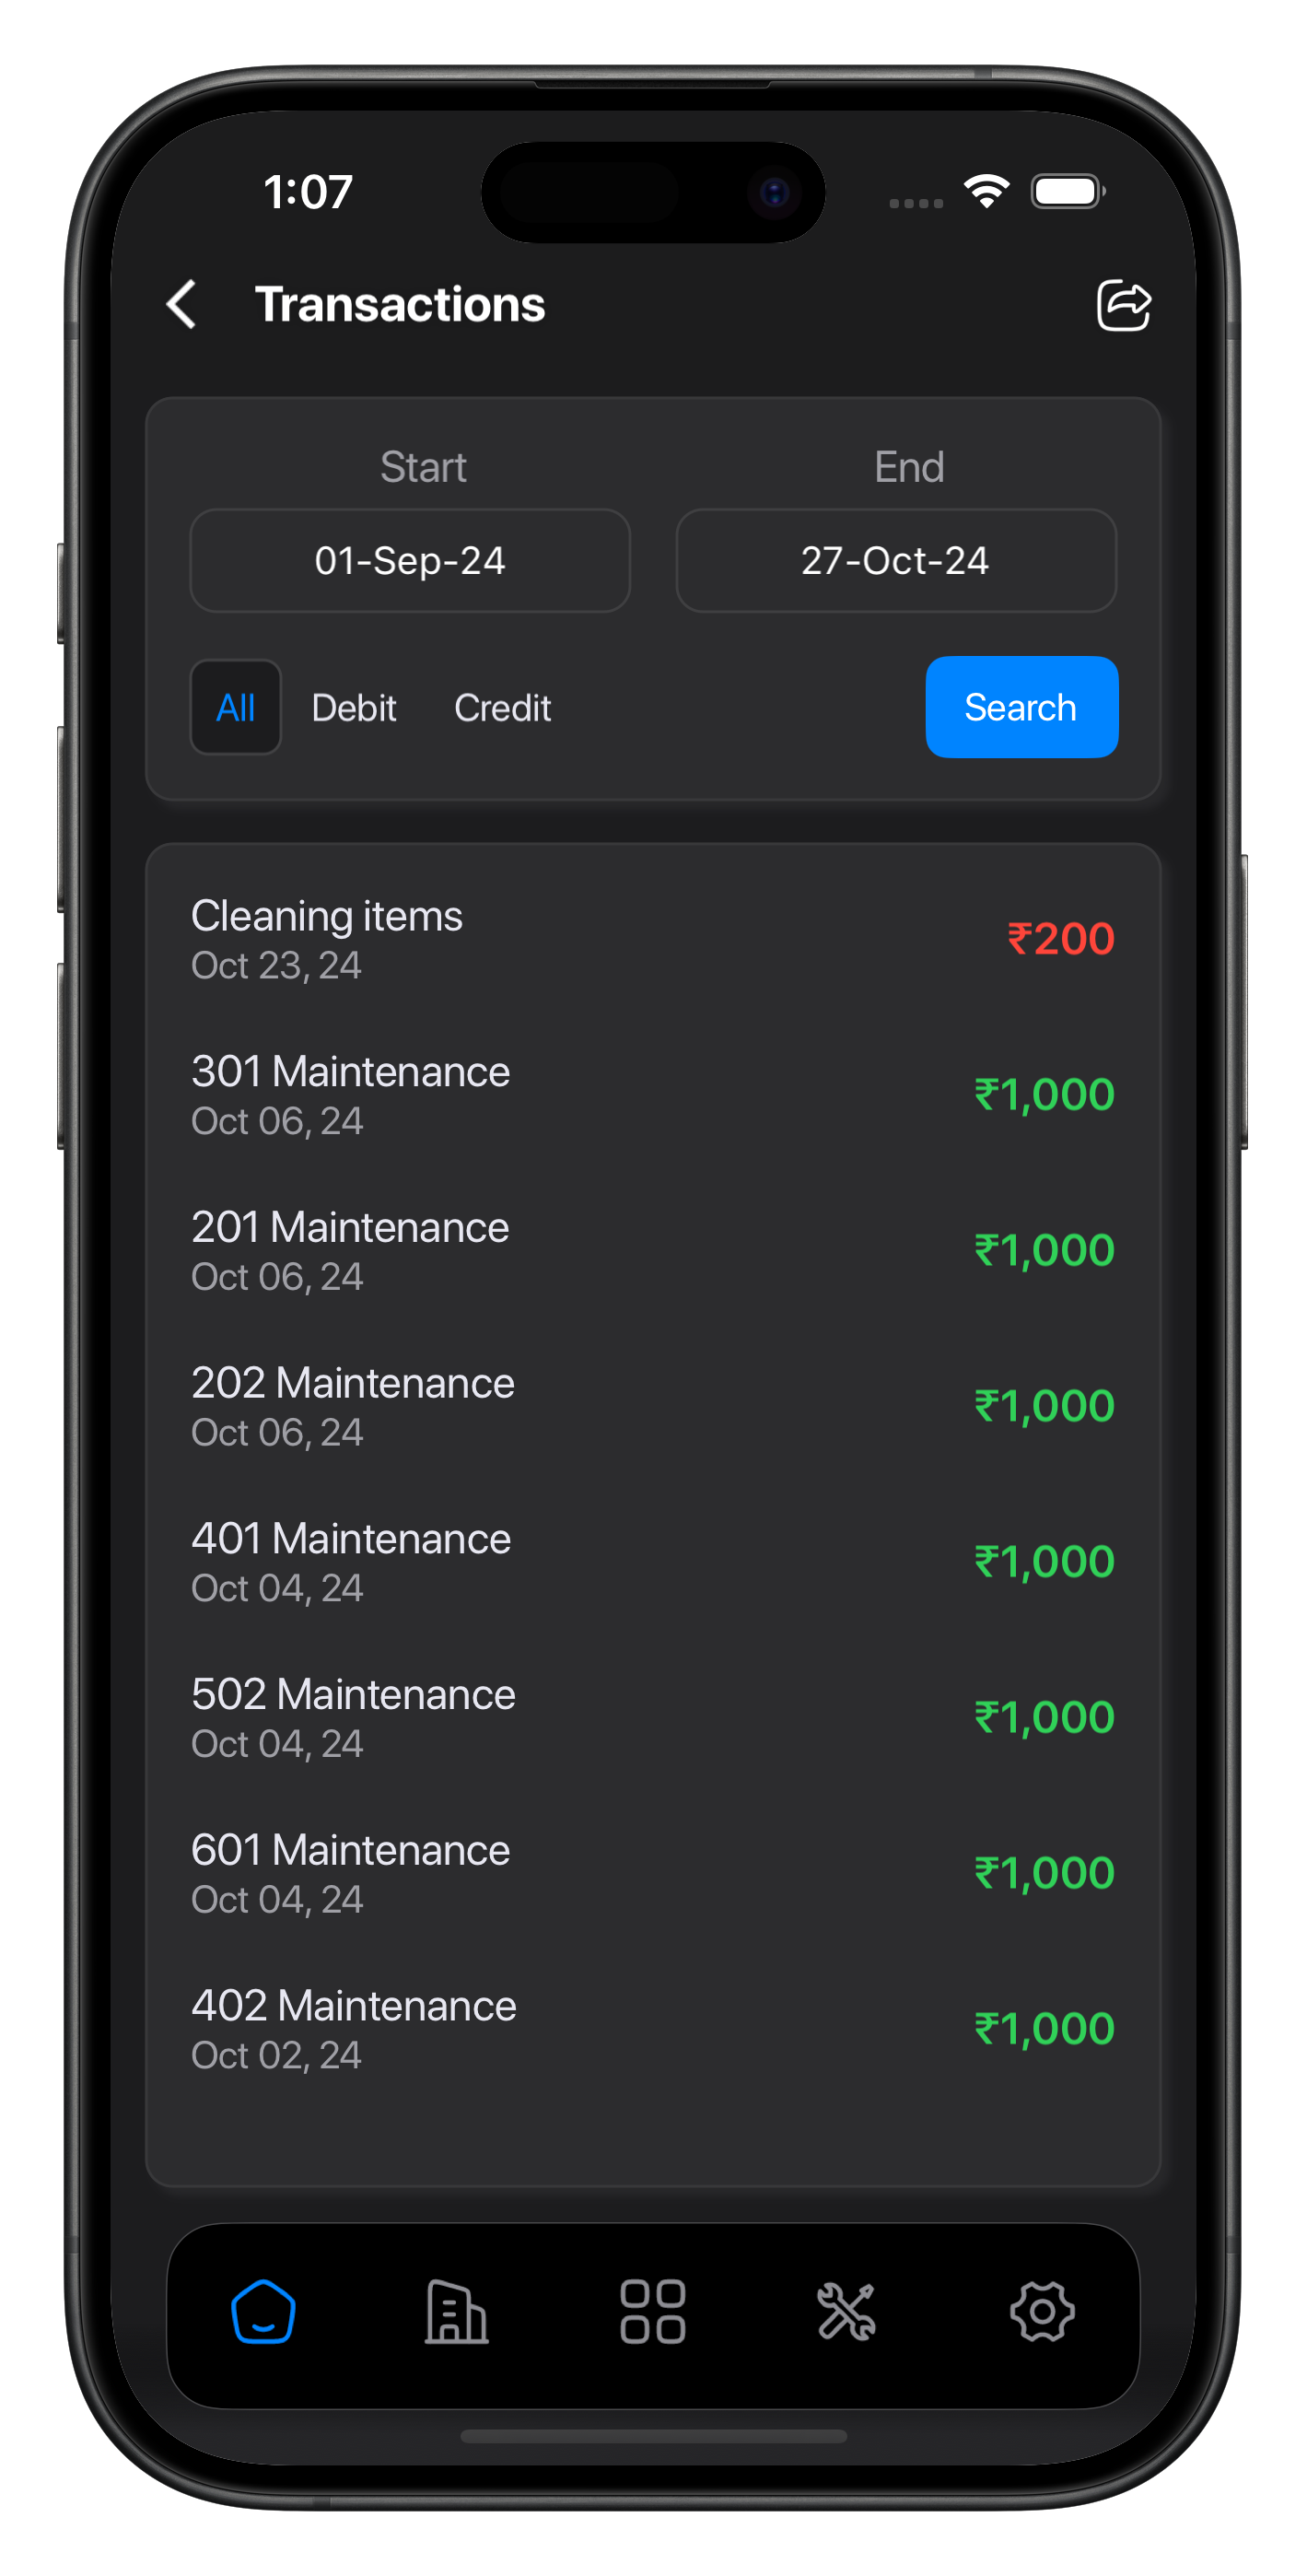 1:07
Transactions
Start
End
01-Sep-24
27-Oct-24
All
Debit
Credit
Search
Cleaning items
₹200
Oct 23, 24
301 Maintenance
₹1,000
Oct 06, 24
201 Maintenance
₹1,000
Oct 06, 24
202 Maintenance
₹1,000
Oct 06, 24
401 Maintenance
₹1,000
Oct 04, 24
502 Maintenance
₹1,000
Oct 04, 24
601 Maintenance
₹1,000
Oct 04, 24
402 Maintenance
₹1,000
Oct 02, 24